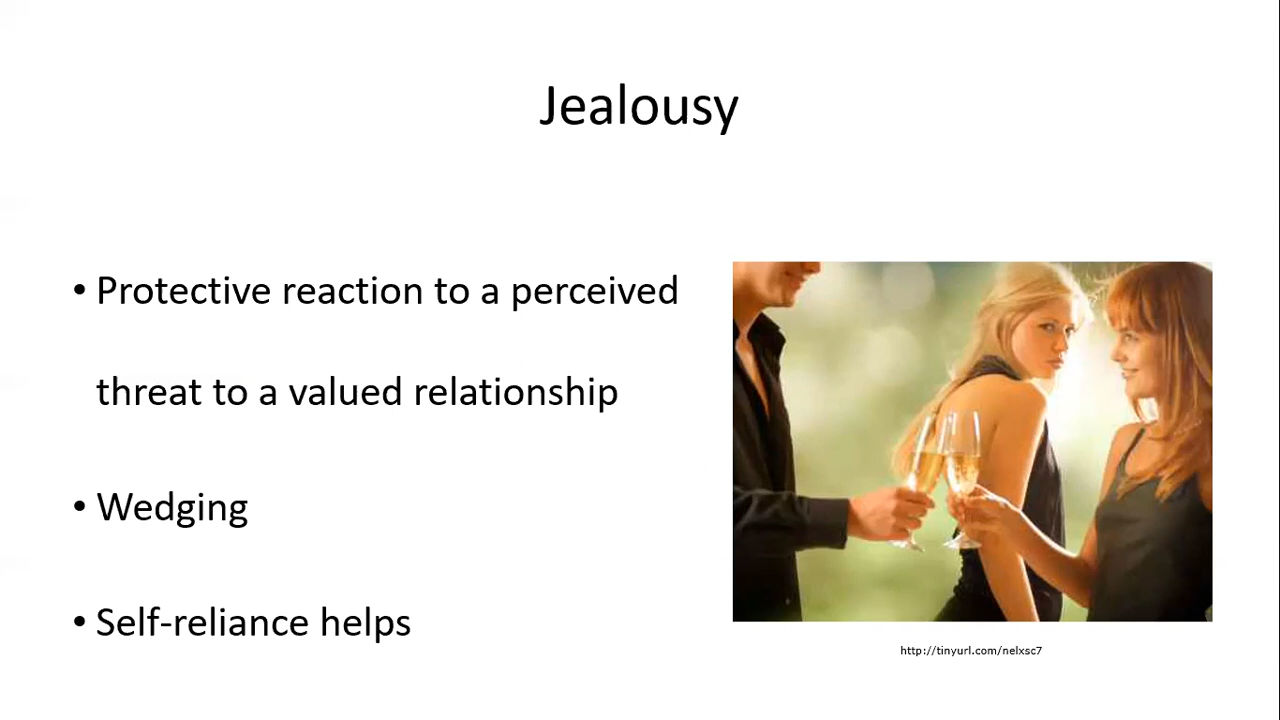 Jealousy
• Protective reaction to a perceived
threat to a valued relationship
• Wedging
• Self-reliance helps
http://tinyurl.com/nelxsc7